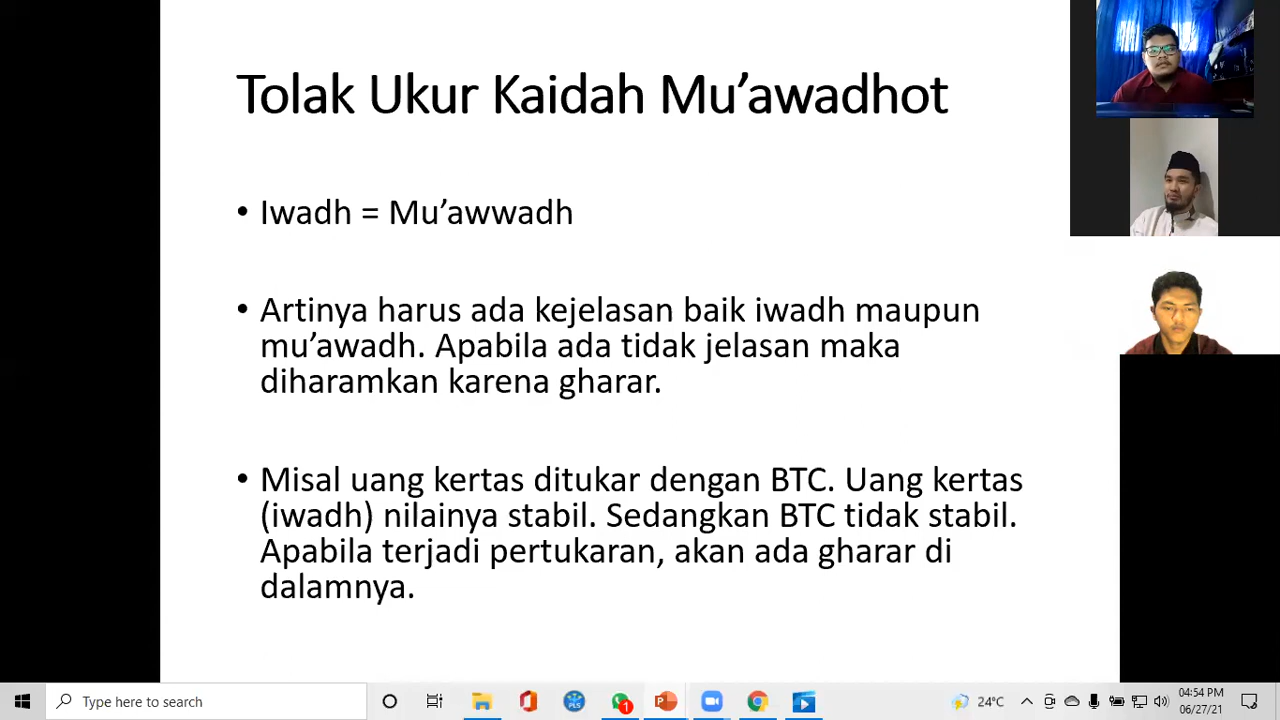 Tolak Ukur Kaidah Mu’awadhot
• Iwadh = Mu’awwadh
• Artinya harus ada kejelasan baik iwadh maupun
mu’awadh. Apabila ada tidak jelasan maka
diharamkan karena gharar.
• Misal uang kertas ditukar dengan BTC. Uang kertas
(iwadh) nilainya stabil. Sedangkan BTC tidak stabil.
Apabila terjadi pertukaran, akan ada gharar di
dalamnya.
Type here to search
PLS
1
24°C
04:54 PM
06/27/21